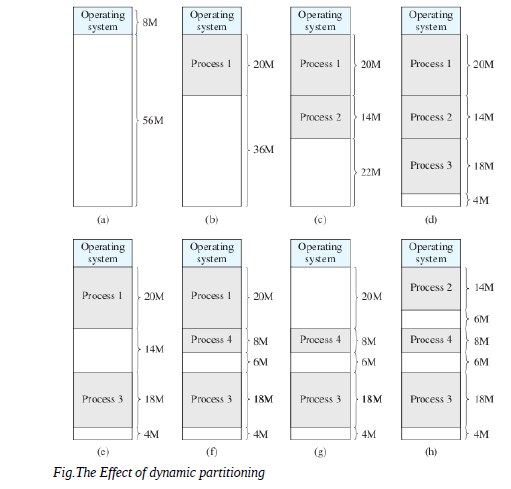 Operating
system
8M
56M
(a)
Operating
system
Process 1
20M
36M
(b)
Operating
system
Process 1
20M
Process 2
14M
22M
(c)
Operating
system
Process 1
20M
Process 2
14M
Process 3
18M
4M
(d)
Operating
system
Process 1
20M
14M
Process 3
18M
4M
(e)
Operating
system
Process 1
20M
Process 4
8M
6M
Process 3
18M
4M
(f)
Operating
system
20M
Process 4
8M
6M
Process 3
18M
4M
(g)
Operating
system
Process 2
14M
6M
Process 4
8M
6M
Process 3
18M
4M
(h)
Fig.The Effect of dynamic partitioning